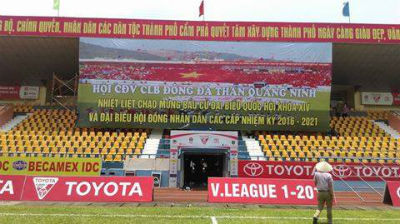 BỘ, CHÍNH QUYỀN, NHÂN DÂN CÁC DÂN TỘC THÀNH PHỐ CẨM PHẢ QUYẾT TÂM XÂY DỰNG THÀNH PHỐ NGÀY CÀNG GIÀU ĐẸP, VĂN
HỘI CĐV CLB BÓNG ĐÁ THAN QUẢNG NINH
NHIỆT LIỆT CHÀO MỪNG BẦU CỬ ĐẠI BIỂU QUỐC HỘI KHÓA XIV
VÀ ĐẠI BIỂU HỘI ĐỒNG NHÂN DÂN CÁC CẤP NHIỆM KỲ 2016 - 2021
BECAMEX IDC
TOYOTA
TOYOTA
TOYOTA
V.LEAGUE 1-20